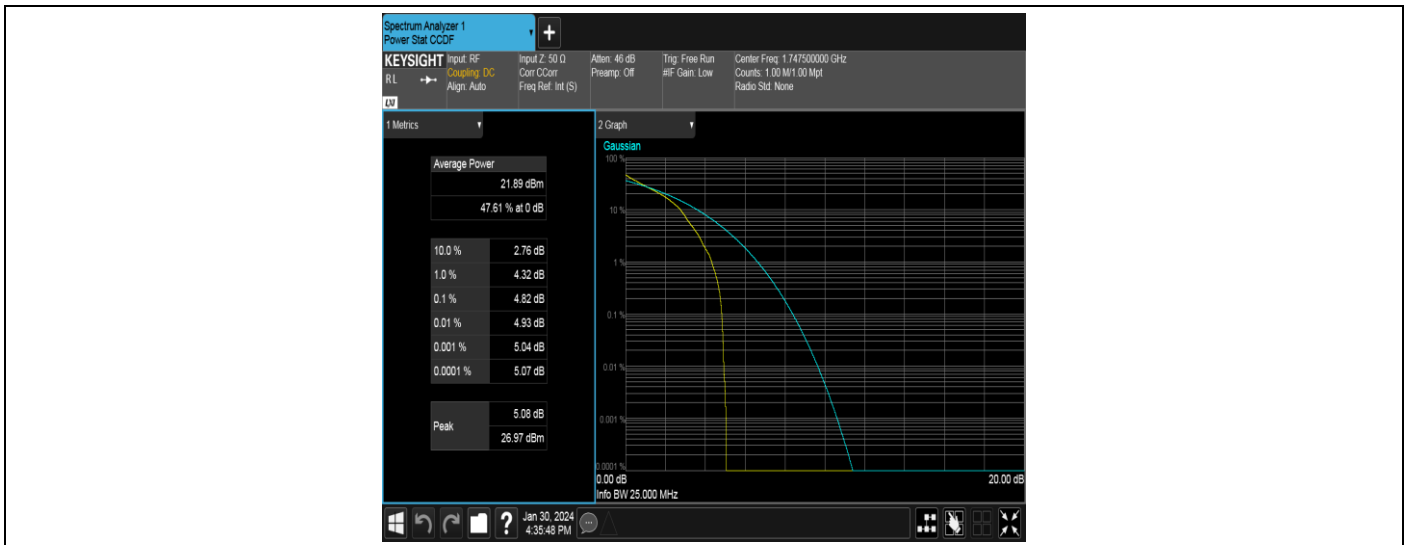 Spectrum Analyzer 1
Power Stat CCDF
+
KEYSIGHT
RL
LXI
Input: RF
Coupling: DC
Align: Auto
Input Z: 50 Ω
Corr CCorr
Freq Ref: Int (S)
Atten: 46 dB
Preamp: Off
Trig: Free Run
#IF Gain: Low
Center Freq: 1.747500000 GHz
Counts: 1.00 M/1.00 Mpt
Radio Std: None
1 Metrics
Average Power
21.89 dBm
47.61 % at 0 dB
10.0 % 2.76 dB
1.0 % 4.32 dB
0.1 % 4.82 dB
0.01 % 4.93 dB
0.001 % 5.04 dB
0.0001 % 5.07 dB
Peak
5.08 dB
26.97 dBm
2 Graph
Gaussian
100 %
10 %
1 %
0.1 %
0.01 %
0.001 %
0.0001 %
0.00 dB 20.00 dB
Info BW 25.000 MHz
?
Jan 30, 2024
4:35:48 PM